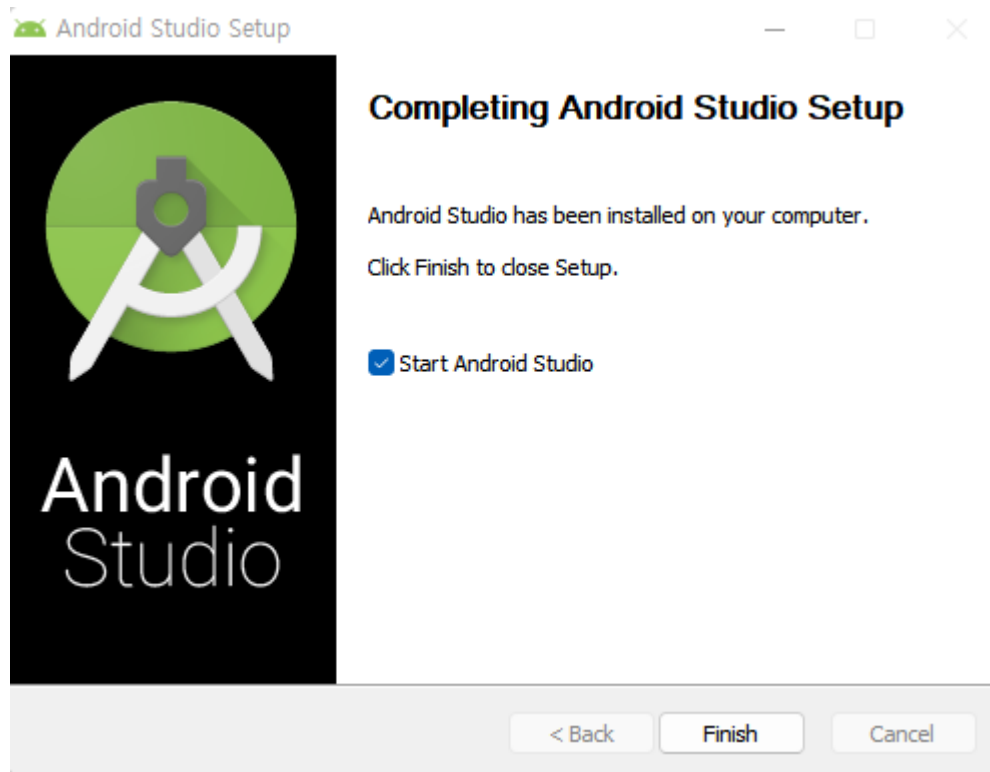 Android Studio Setup
Completing Android Studio Setup
Android Studio has been installed on your computer.
Click Finish to close Setup.
Start Android Studio
Android
Studio
< Back
Finish
Cancel